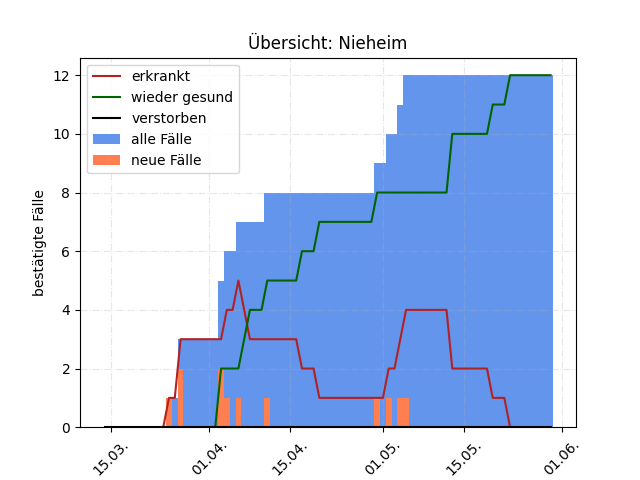 Übersicht: Nieheim
erkrankt
wieder gesund
verstorben
alle Fälle
neue Fälle
bestätigte Fälle
12
10
8
6
4
2
0
15.03.
01.04.
15.04.
01.05.
15.05.
01.06.